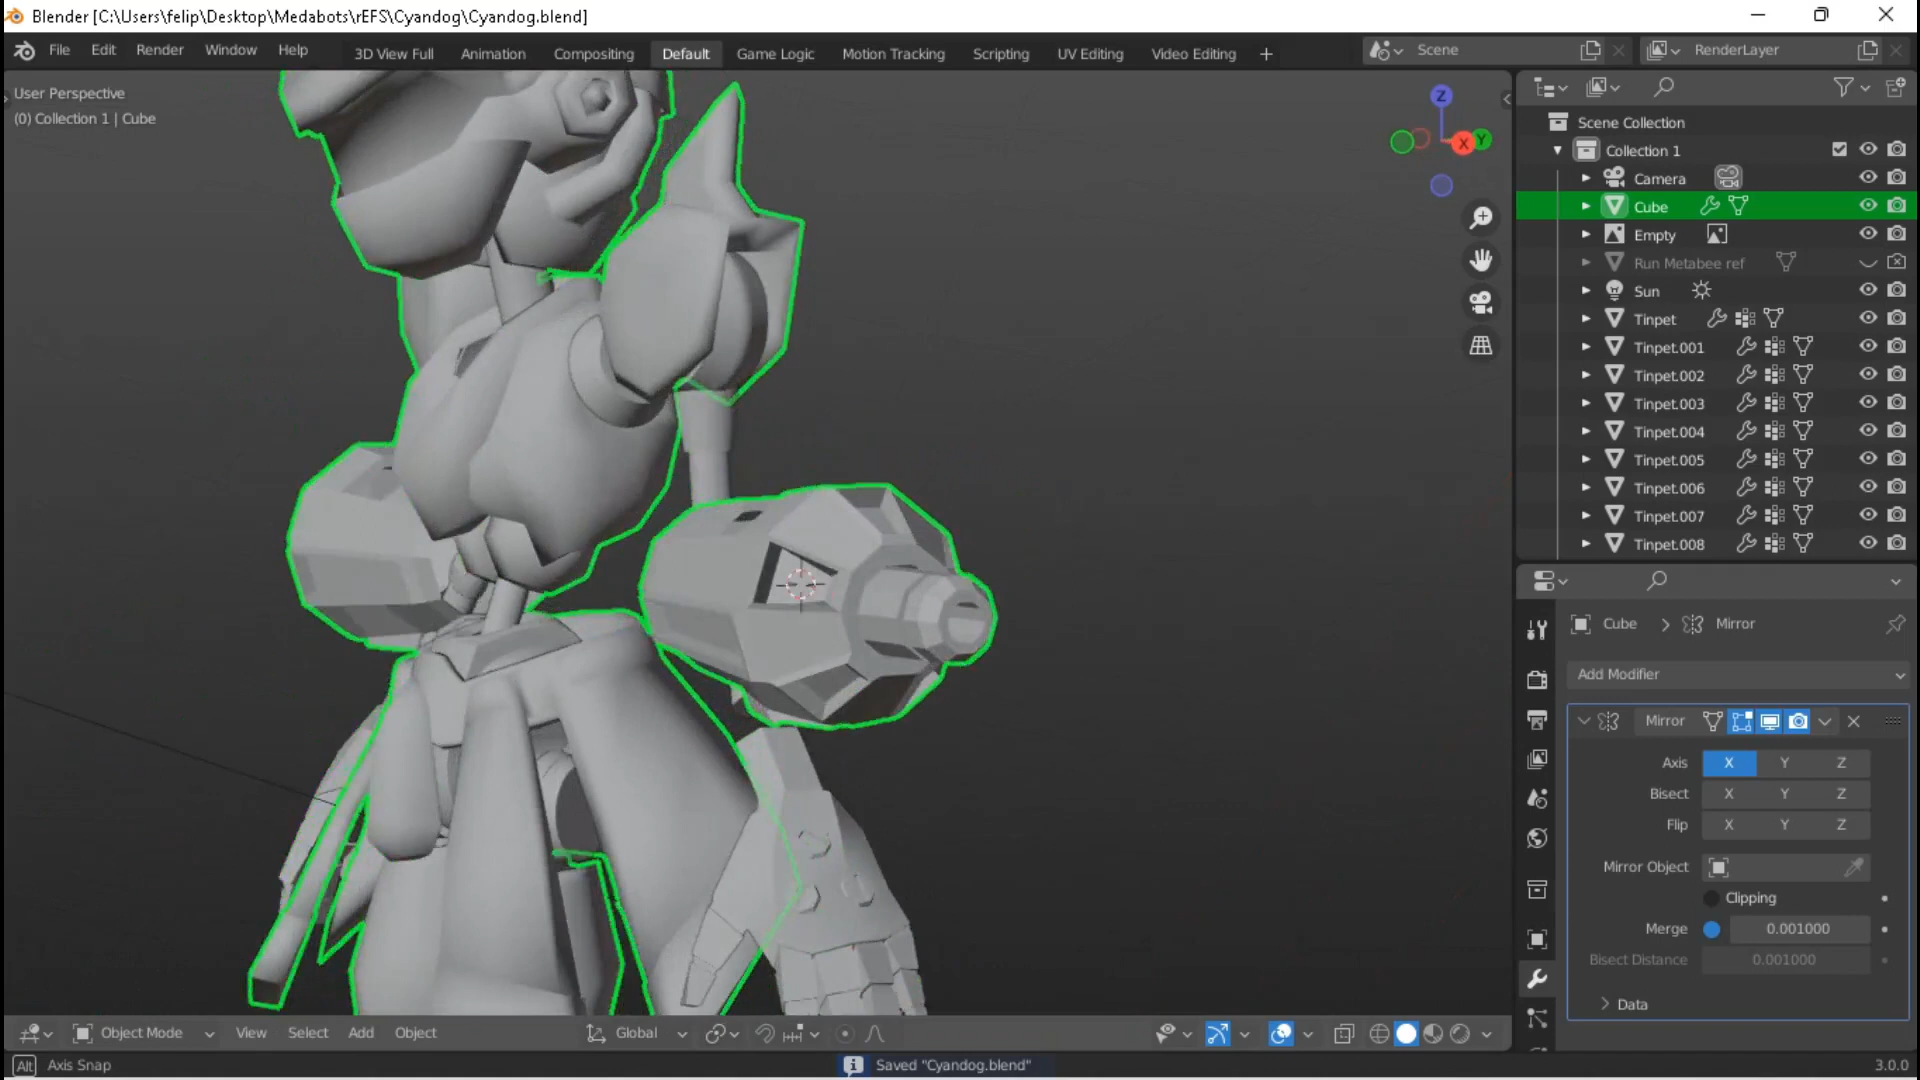 Blender [C:\Users\felip\Desktop\Medabots\rEFS\Cyandog\Cyandog.blend]
File Edit Render Window Help 3D View Full Animation Compositing Default Game Logic Motion Tracking Scripting UV Editing Video Editing + Scene RenderLayer
User Perspective
(0) Collection 1 | Cube
Z
X Y
Scene Collection
Collection 1
Camera
Cube
Empty
Run Metabee ref
Sun
Tinpet
Tinpet.001
Tinpet.002
Tinpet.003
Tinpet.004
Tinpet.005
Tinpet.006
Tinpet.007
Tinpet.008
Cube > Mirror
Add Modifier
Mirror
Axis X Y Z
Bisect X Y Z
Flip X Y Z
Mirror Object
Clipping
Merge 0.001000
Bisect Distance 0.001000
Data
Object Mode View Select Add Object Global
Alt Axis Snap Saved "Cyandog.blend" 3.0.0